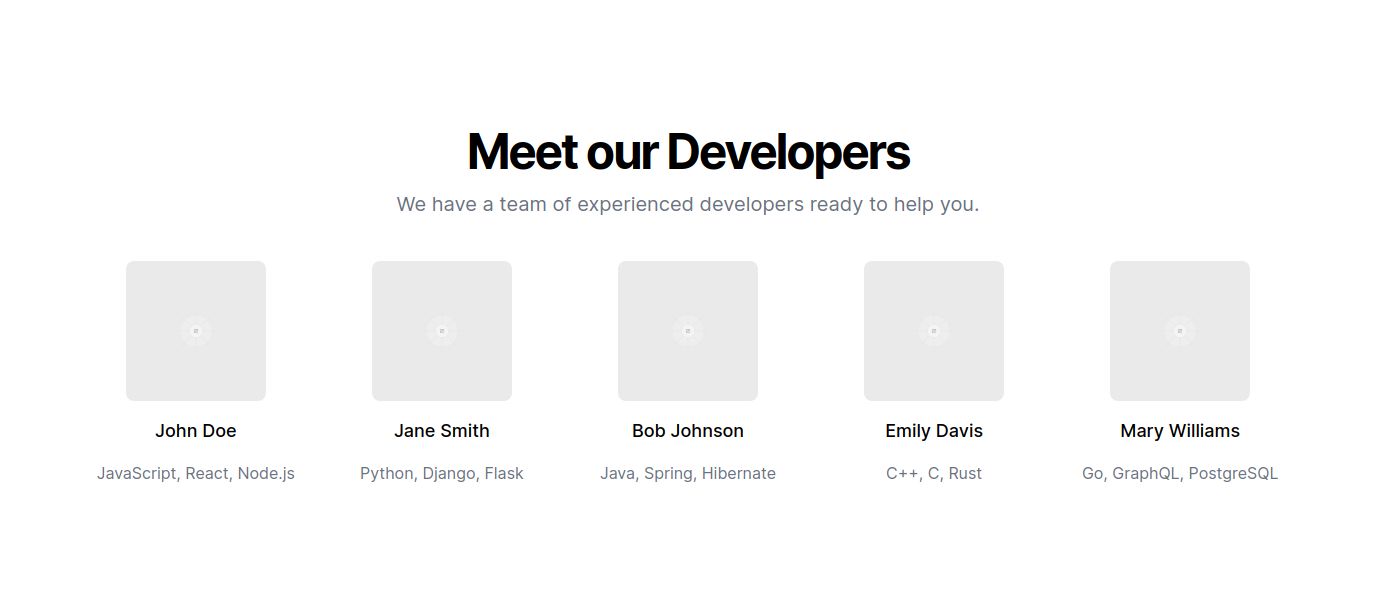 Meet our Developers
We have a team of experienced developers ready to help you.
John Doe
JavaScript, React, Node.js
Jane Smith
Python, Django, Flask
Bob Johnson
Java, Spring, Hibernate
Emily Davis
C++, C, Rust
Mary Williams
Go, GraphQL, PostgreSQL